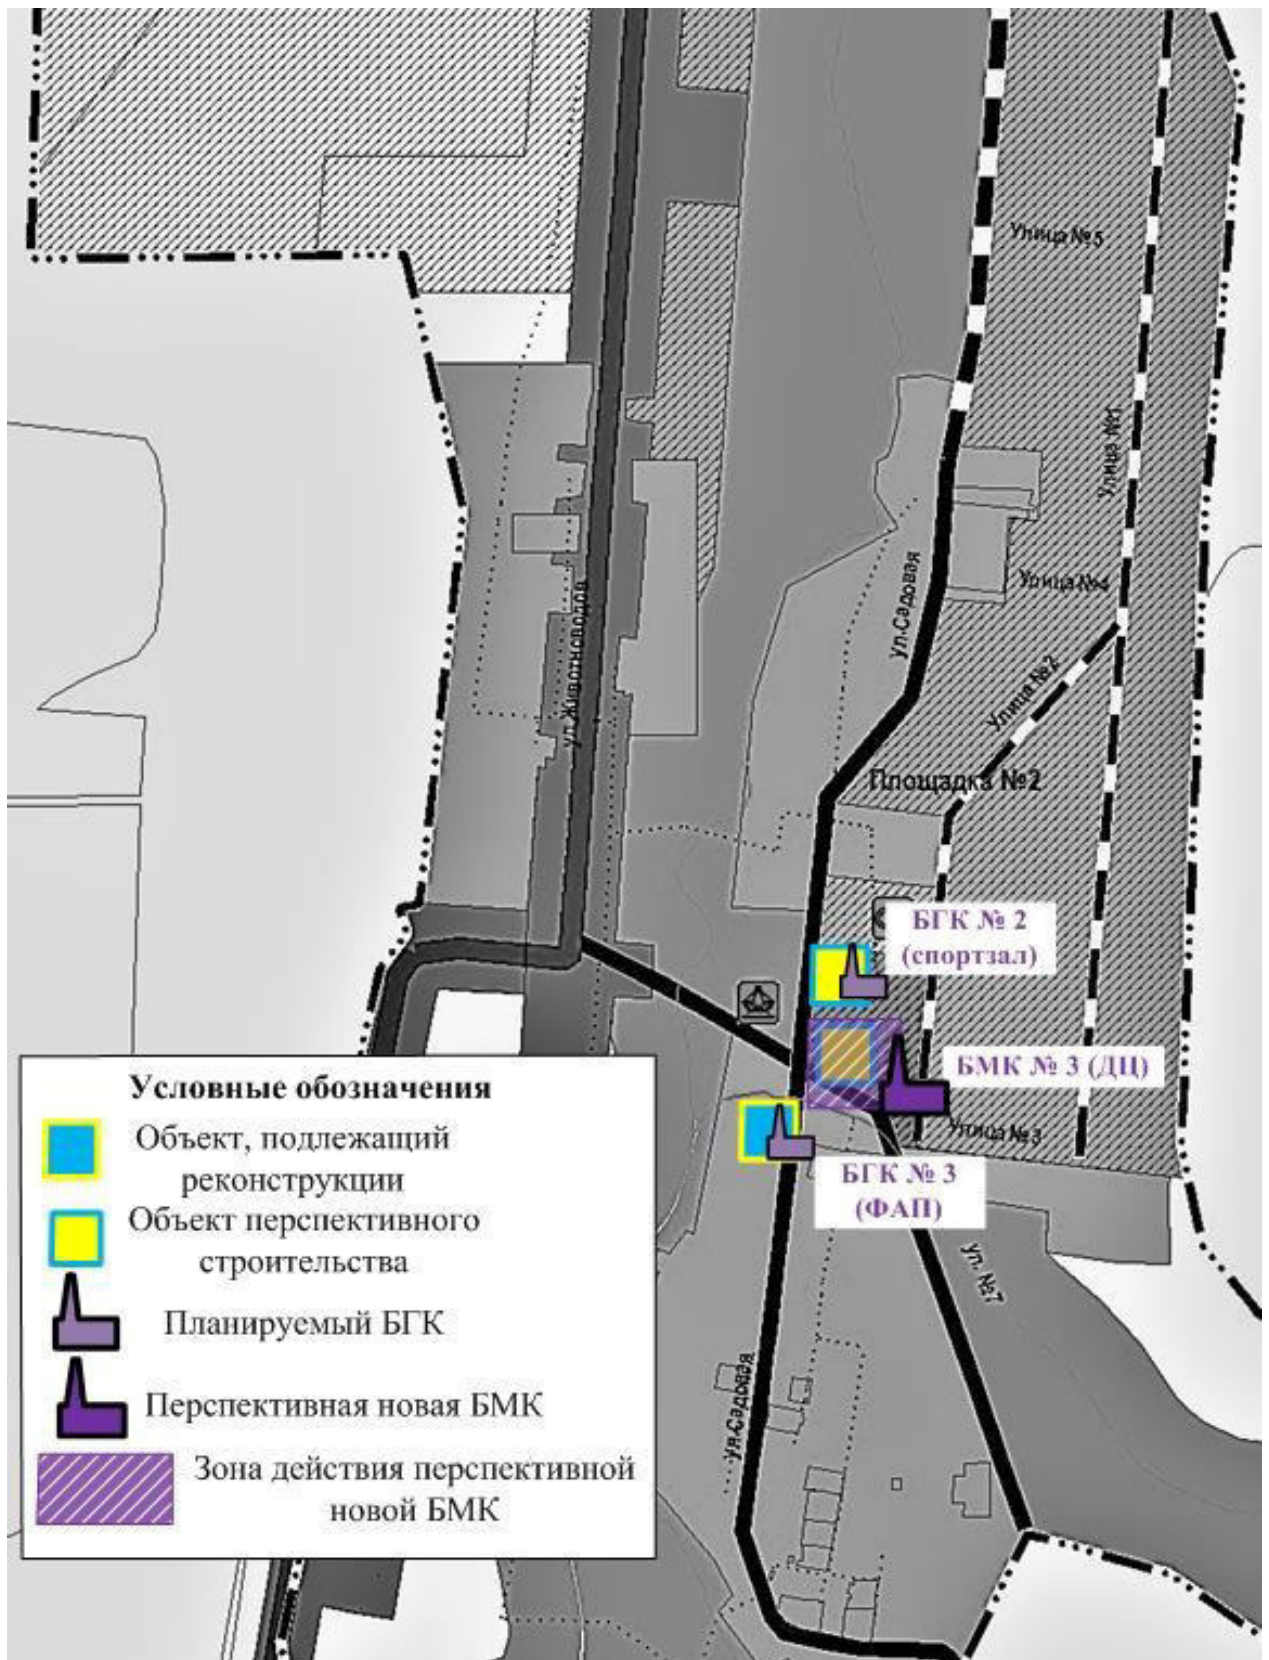 Улица №5
Улица №1
Улица №4
ул.Садовая
Улица №2
ул.Животноводов
Площадка №2
БГК № 2
(спортзал)
БМК № 3 (ДЦ)
Улица №3
БГК № 3
(ФАП)
ул. №7
ул.Садовая
Условные обозначения
Объект, подлежащий
реконструкции
Объект перспективного
строительства
Планируемый БГК
Перспективная новая БМК
Зона действия перспективной
новой БМК